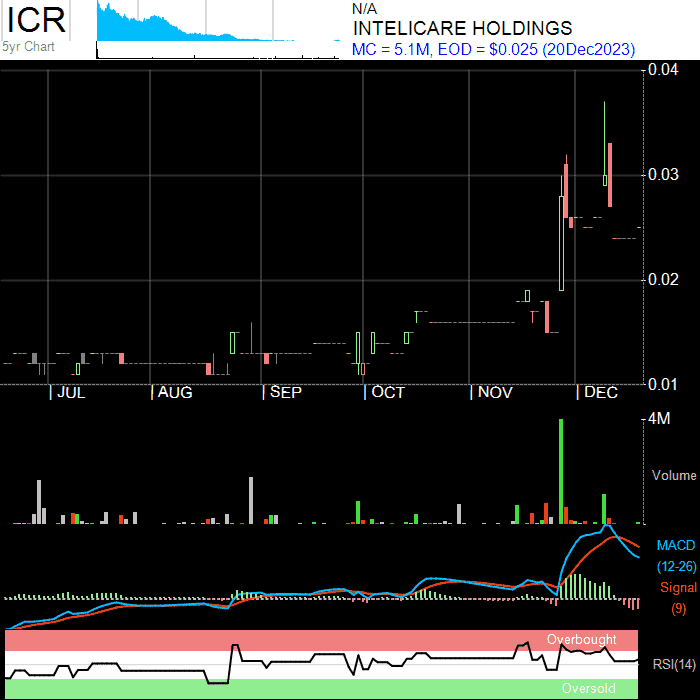 ICR
5yr Chart
N/A
INTELICARE HOLDINGS
MC = 5.1M, EOD = $0.025 (20Dec2023)
0.04
0.03
0.02
0.01
JUL AUG SEP OCT NOV DEC
4M
Volume
MACD
(12-26)
Signal
(9)
Overbought
RSI(14)
Oversold